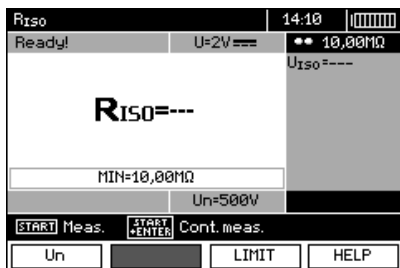 RISO 14:10
Ready! U=2V ●● 10,00MΩ
UISO=---
RISO=---
MIN=10,00MΩ
Un=500V
START Meas. START +ENTER Cont. meas.
Un LIMIT HELP